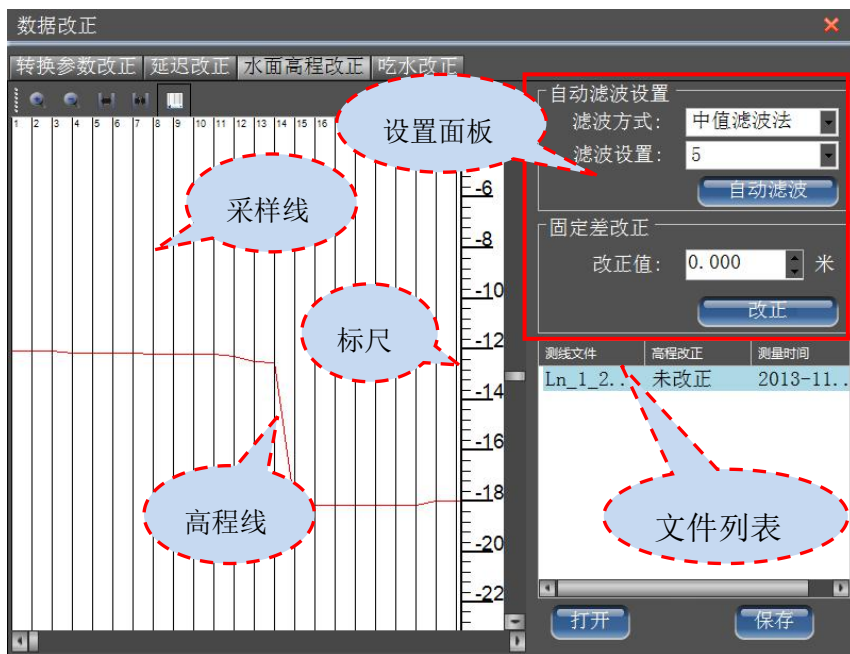 数据改正
转换参数改正 延迟改正 水面高程改正 吃水改正
1 2 3 4 5 6 7 8 9 10 11 12 13 14 15 16
设置面板
采样线
标尺
高程线
-6
-8
-10
-12
-14
-16
-18
-20
-22
自动滤波设置
滤波方式: 中值滤波法
滤波设置: 5
自动滤波
固定差改正
改正值: 0.000 米
改正
测线文件 高程改正 测量时间
Ln_1_2.. 未改正 2013-11..
文件列表
打开 保存